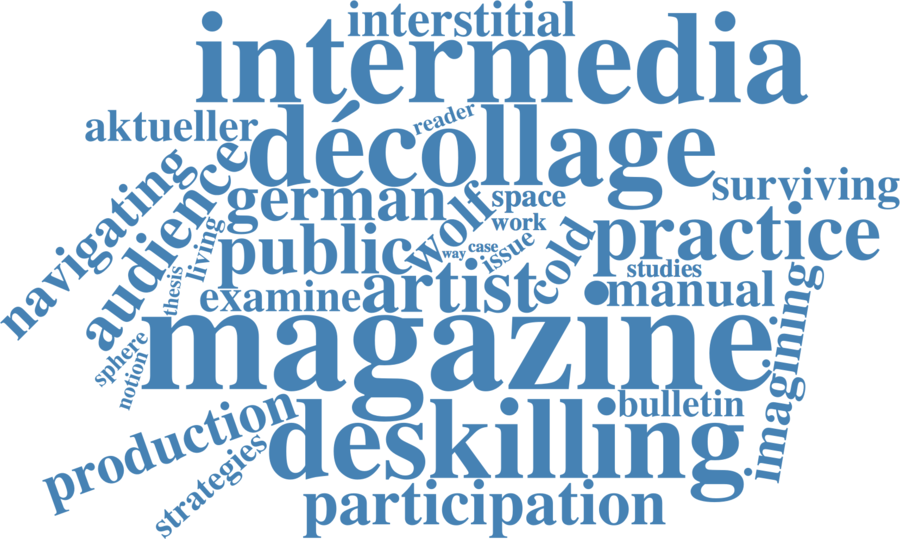 interstitial
intermedia
aktueller
reader
décollage
navigating
audience
german
wolf
space
surviving
work
living
public
way
case
issue
cold
practice
thesis
studies
examine
artist
manual
imagining
sphere
notion
magazine
production
bulletin
deskilling
strategies
participation